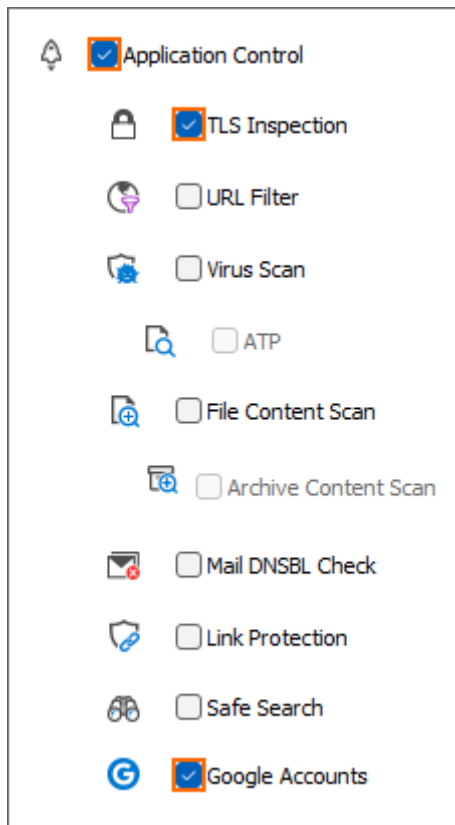 Application Control
TLS Inspection
URL Filter
Virus Scan
ATP
File Content Scan
Archive Content Scan
Mail DNSBL Check
Link Protection
Safe Search
Google Accounts